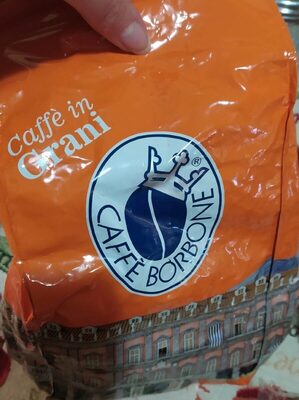 Caffè in
Grani
®
CAFFÈ BORBONE